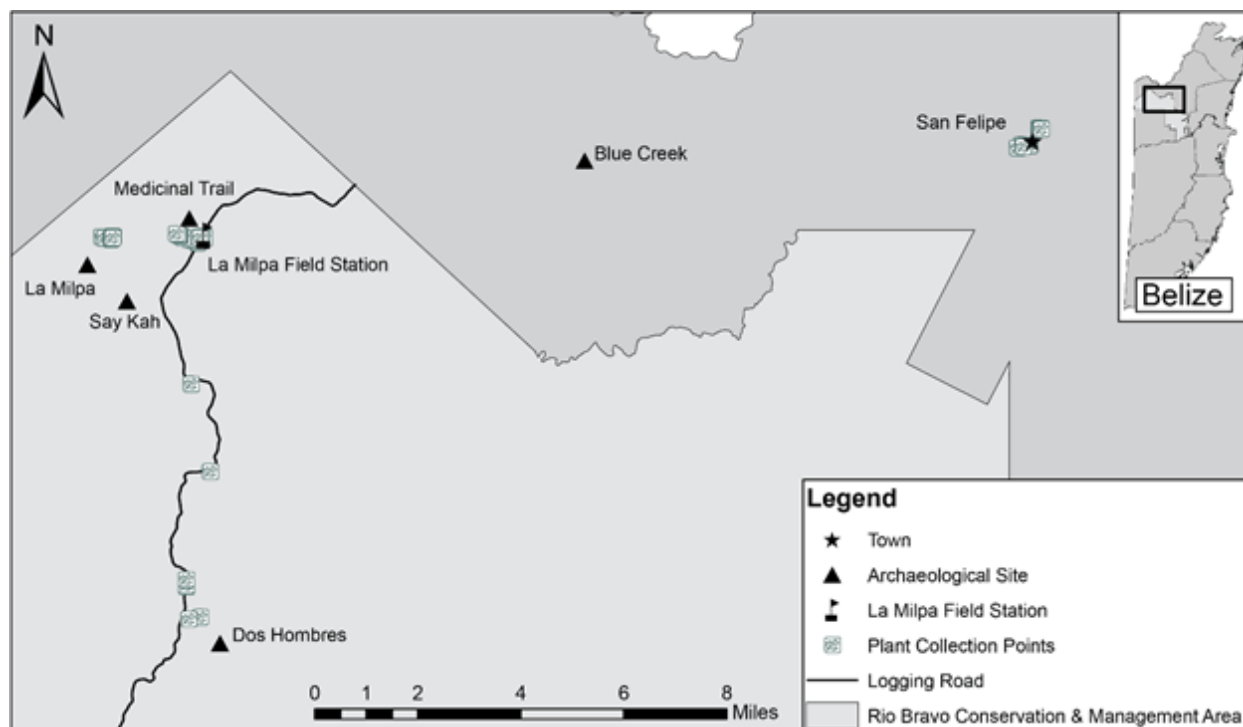 N
San Felipe
Blue Creek
Medicinal Trail
La Milpa Field Station
La Milpa
Say Kah
Dos Hombres
Belize
Legend
Town
Archaeological Site
La Milpa Field Station
Plant Collection Points
Logging Road
Rio Bravo Conservation & Management Area
0 1 2 4 6 8
Miles